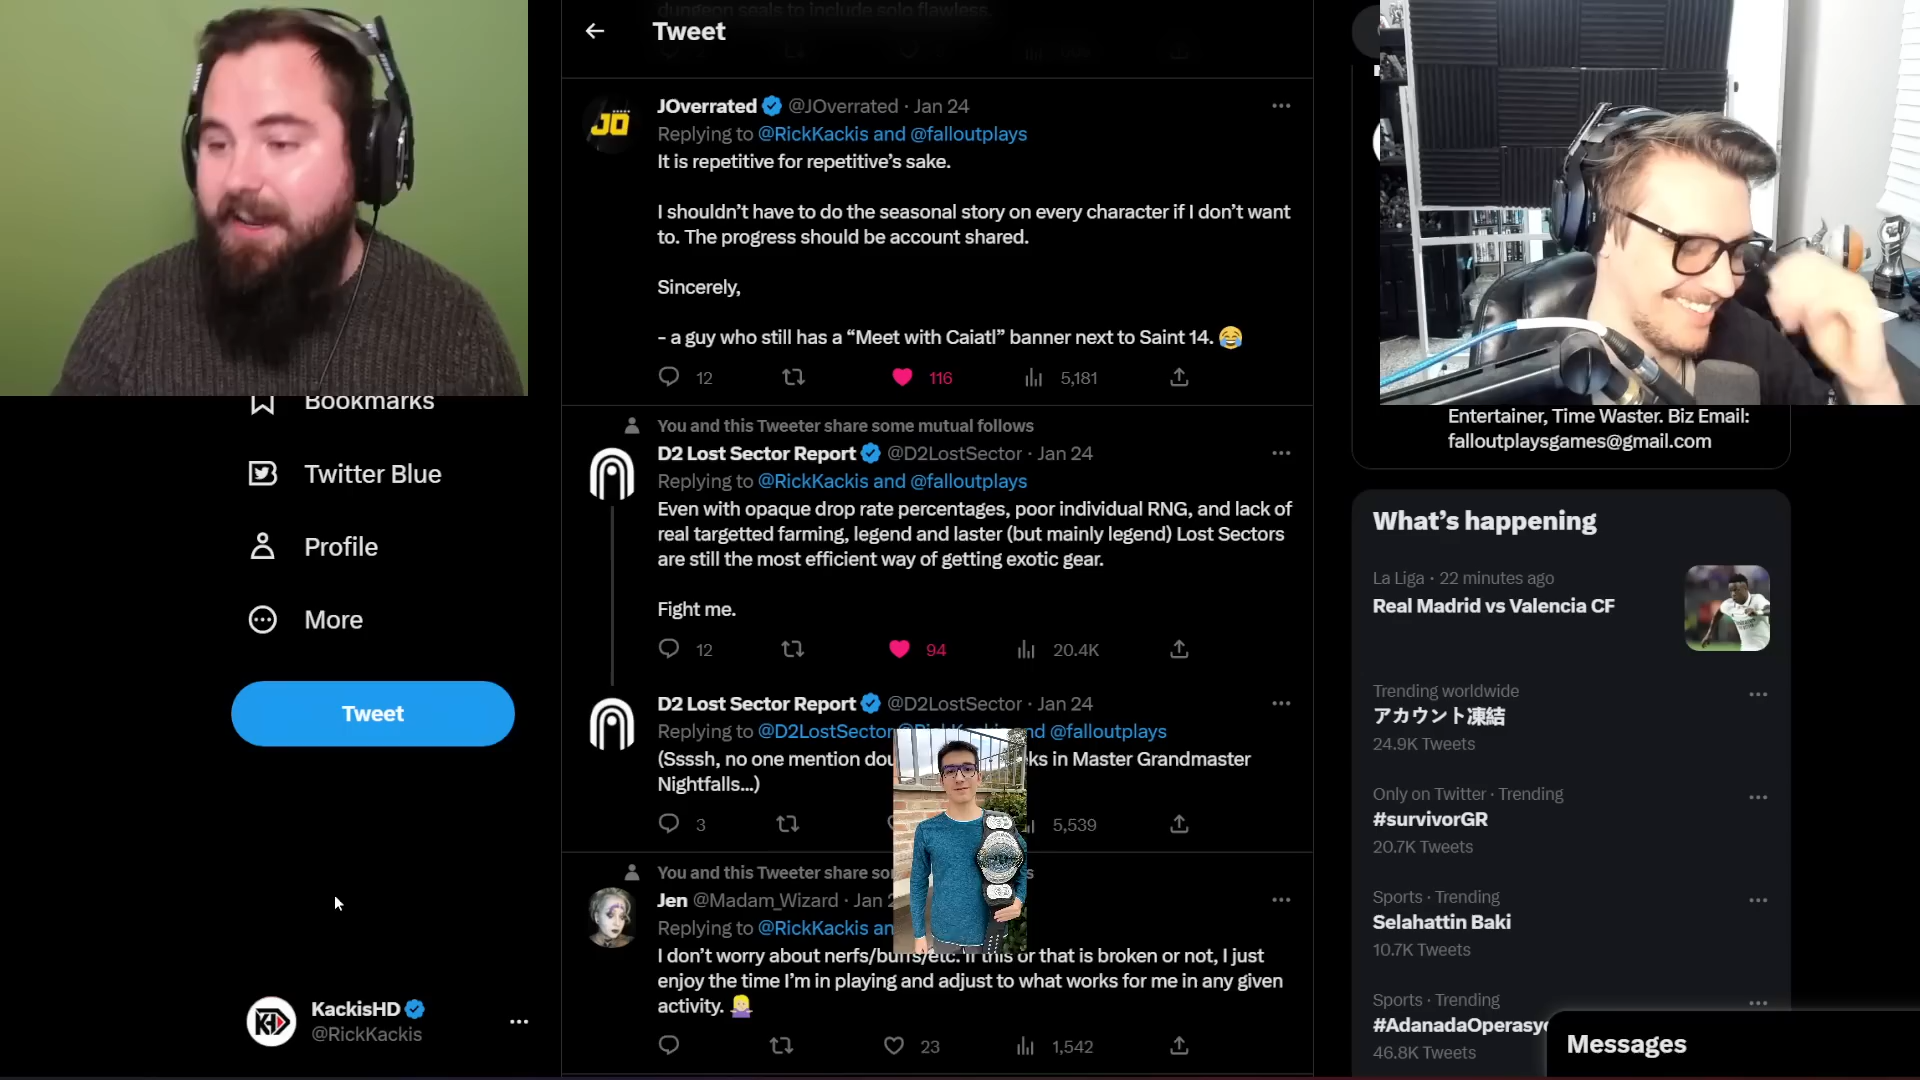 dungeon seals to include solo flawless.
Tweet
JO
JOverrated @JOverrated · Jan 24
Replying to @RickKackis and @falloutplays
It is repetitive for repetitive’s sake.
I shouldn’t have to do the seasonal story on every character if I don’t want
to. The progress should be account shared.
Sincerely,
- a guy who still has a “Meet with Caiatl” banner next to Saint 14. 😂
12 116 5,181
You and this Tweeter share some mutual follows
D2 Lost Sector Report @D2LostSector · Jan 24
Replying to @RickKackis and @falloutplays
Even with opaque drop rate percentages, poor individual RNG, and lack of
real targetted farming, legend and laster (but mainly legend) Lost Sectors
are still the most efficient way of getting exotic gear.
Fight me.
12 94 20.4K
D2 Lost Sector Report @D2LostSector · Jan 24
Replying to @D2LostSector nd @falloutplays
(Ssssh, no one mention dou ks in Master Grandmaster
Nightfalls...)
3 5,539
You and this Tweeter share so s
Jen @Madam_Wizard · Jan 2
Replying to @RickKackis an
I don’t worry about nerfs/buffs/etc. If this or that is broken or not, I just
enjoy the time I’m in playing and adjust to what works for me in any given
activity. 🤷🏼‍♀️
23 1,542
Bookmarks
Twitter Blue
Profile
More
Tweet
KackisHD
@RickKackis
Entertainer, Time Waster. Biz Email:
falloutplaysgames@gmail.com
What’s happening
La Liga · 22 minutes ago
Real Madrid vs Valencia CF
Trending worldwide
アカウント凍結
24.9K Tweets
Only on Twitter · Trending
#survivorGR
20.7K Tweets
Sports · Trending
Selahattin Baki
10.7K Tweets
Sports · Trending
#AdanadaOperasy
46.8K Tweets
Messages